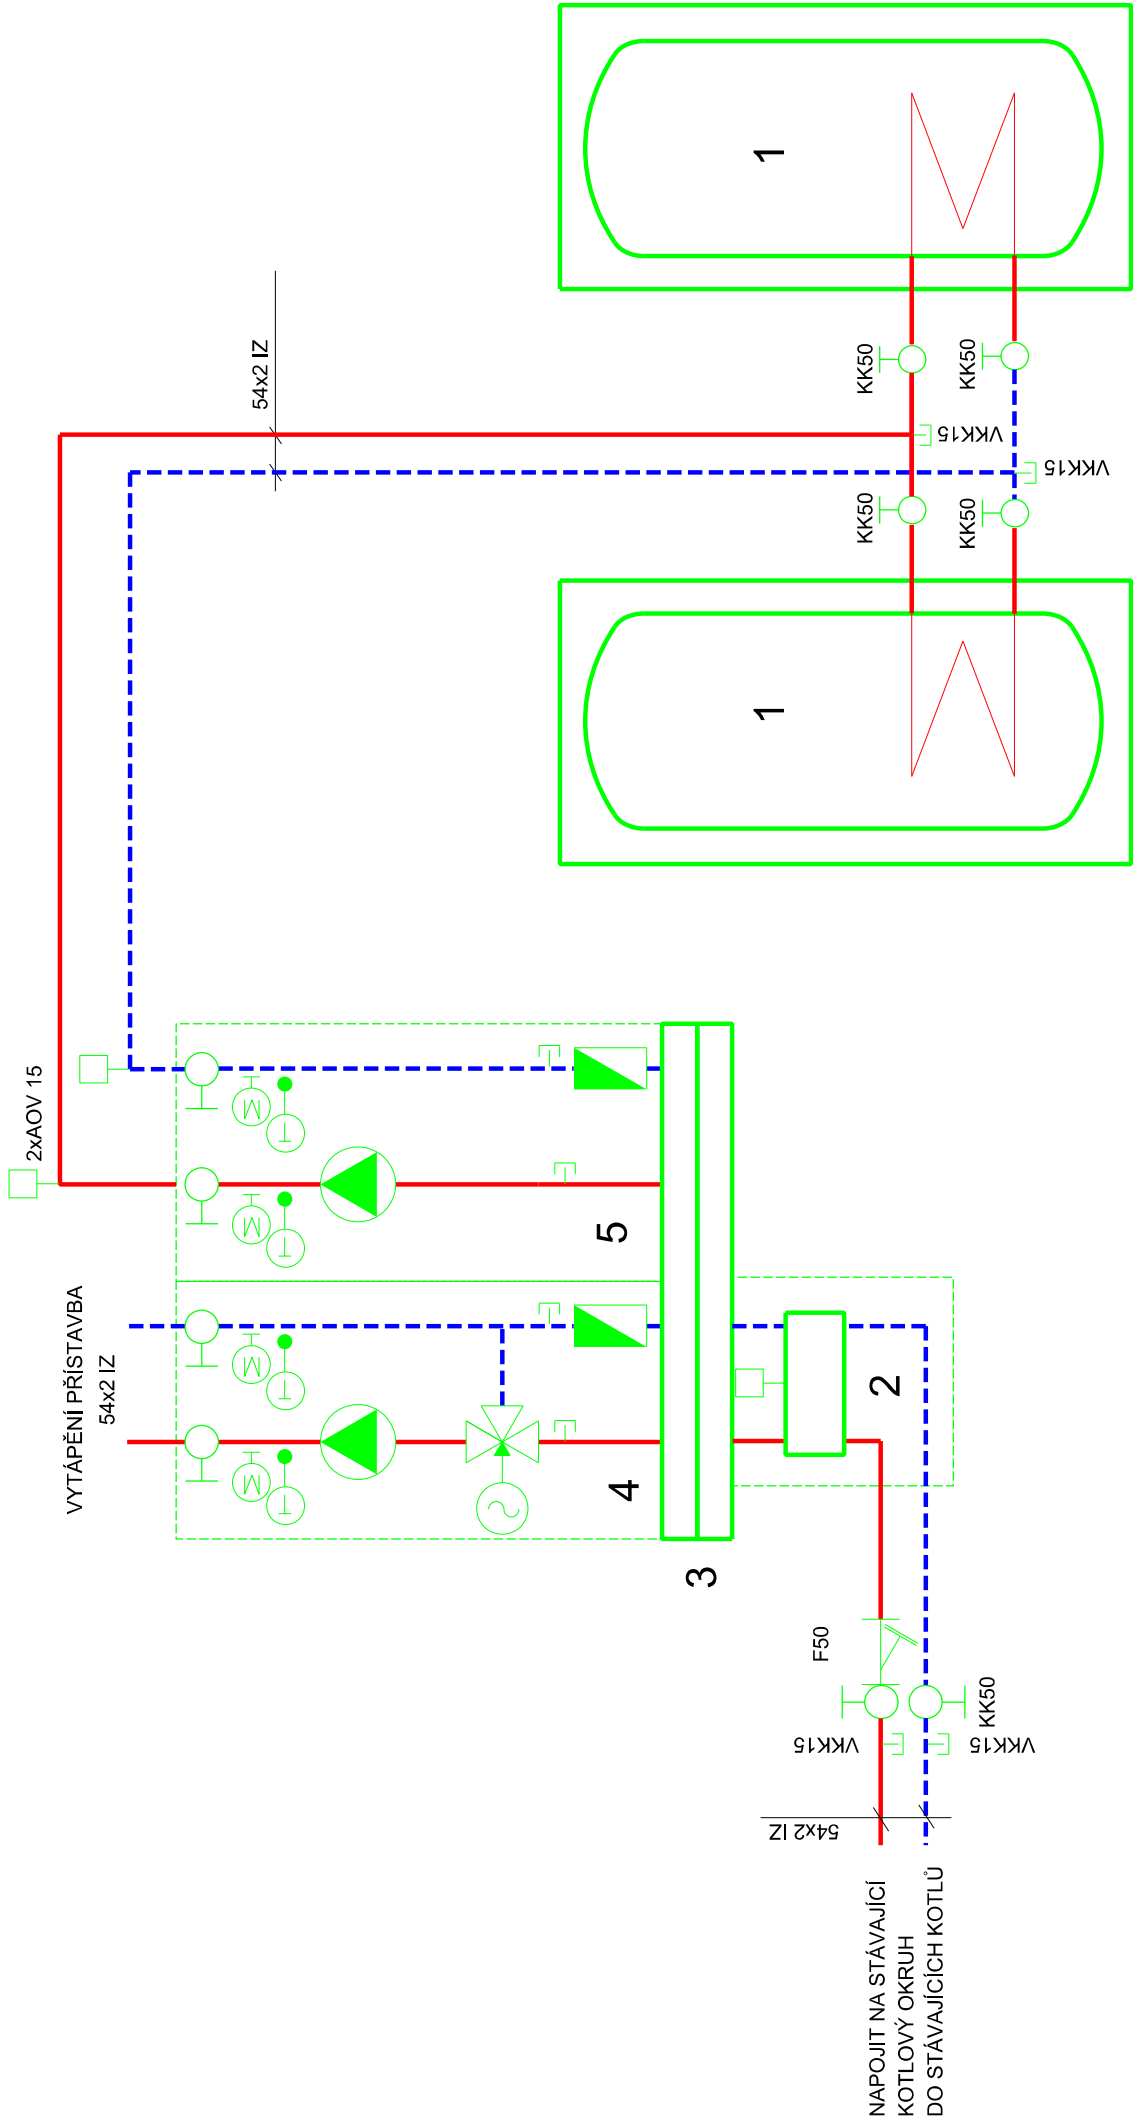 2xAOV 15
VYTÁPĚNÍ PŘÍSTAVBA
54x2 IZ
54x2 IZ
4
5
3
1
1
2
F50
VKK15
54x2 IZ
NAPOJIT NA STÁVAJÍCÍ
KOTLOVÝ OKRUH
DO STÁVAJÍCÍCH KOTLŮ
VKK15
KK50
KK50
KK50
VKK15
KK50
KK50
VKK15